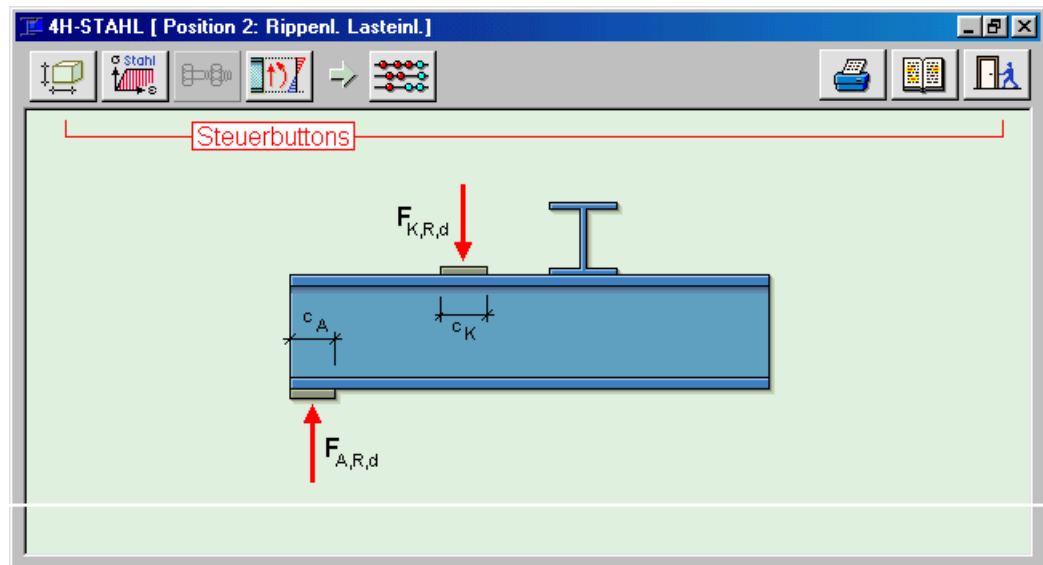 4H-STAHL [ Position 2: Rippenl. Lasteinl.]
σ Stahl
ε
Steuerbuttons
F K,R,d
c A
c K
F A,R,d